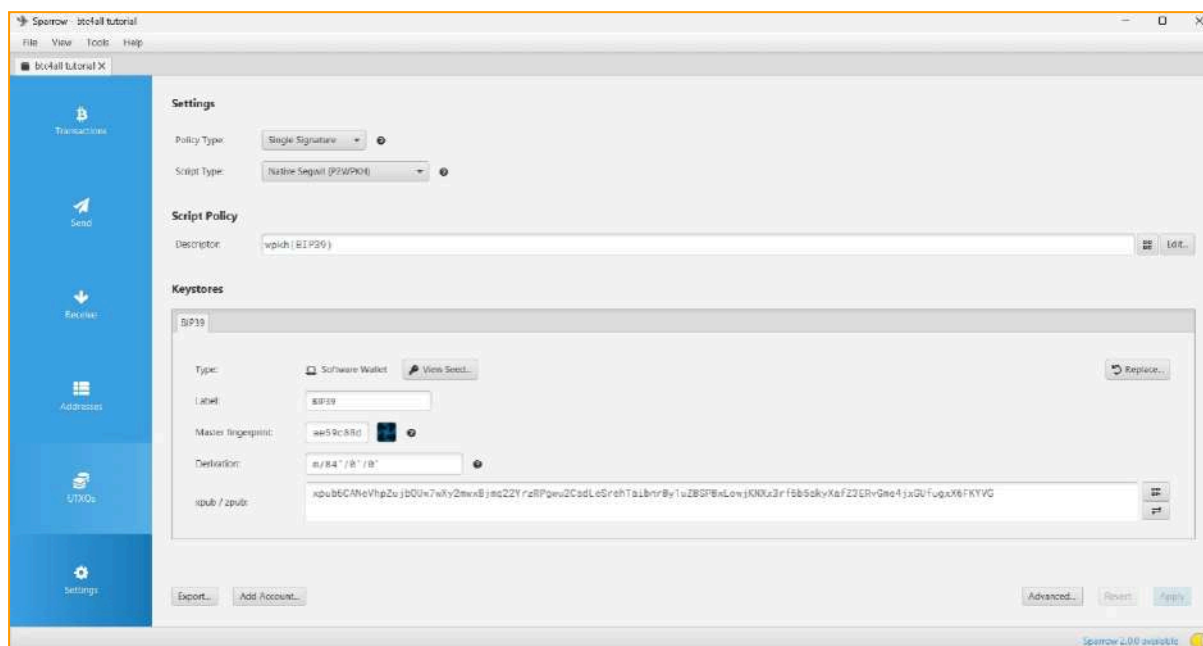 Sparrow - btc4all tutorial
File View Tools Help
btc4all tutorial X
Transactions
Send
Receive
Addresses
UTXOs
Settings
Settings
Policy Type: Single Signature
Script Type: Native Segwit (P2WPKH)
Script Policy
Descriptor: wpkh(BIP39) Edit...
Keystores
BIP39
Type: Software Wallet View Seed... Replace...
Label: BIP39
Master fingerprint: ae59c88d
Derivation: m/84'/0'/0'
xpub / zpub:
Export... Add Account... Advanced... Revert Apply
Sparrow 2.0.0 available